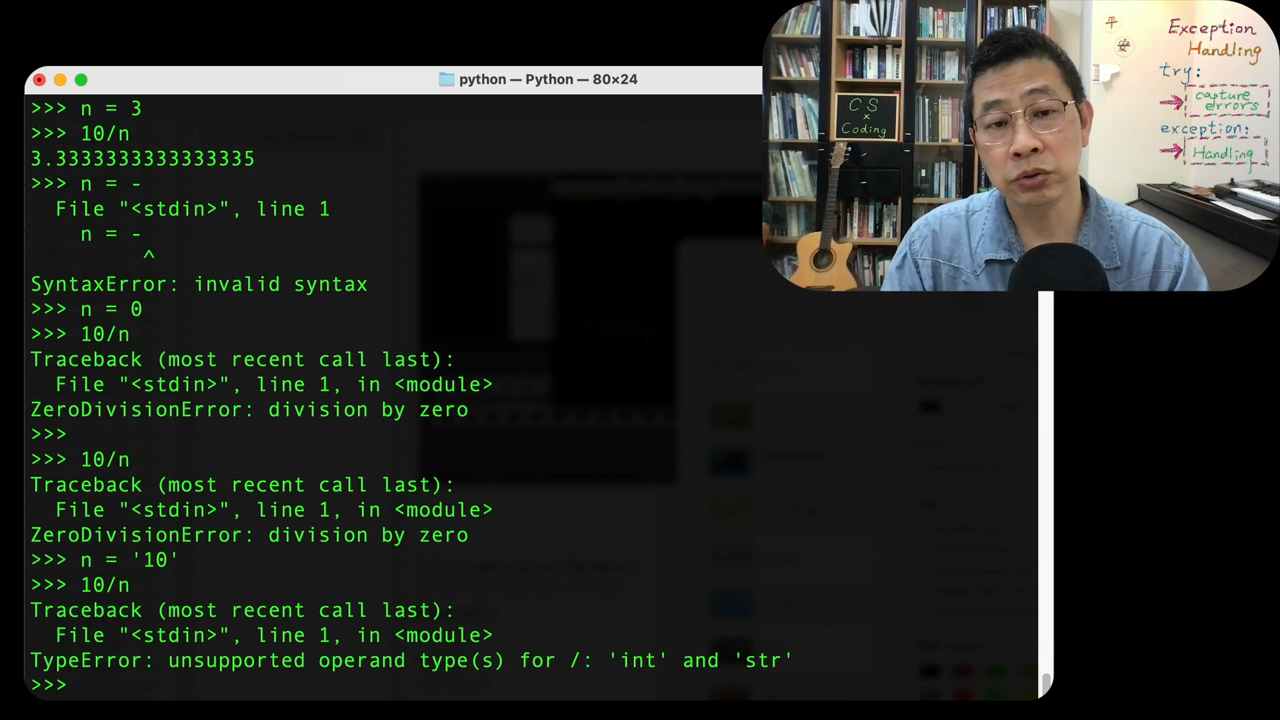 python — Python — 80×24
>>> n = 3
>>> 10/n
3.3333333333333335
>>> n = -
  File "<stdin>", line 1
    n = -
         ^
SyntaxError: invalid syntax
>>> n = 0
>>> 10/n
Traceback (most recent call last):
  File "<stdin>", line 1, in <module>
ZeroDivisionError: division by zero
>>>
>>> 10/n
Traceback (most recent call last):
  File "<stdin>", line 1, in <module>
ZeroDivisionError: division by zero
>>> n = '10'
>>> 10/n
Traceback (most recent call last):
  File "<stdin>", line 1, in <module>
TypeError: unsupported operand type(s) for /: 'int' and 'str'
>>>
CS
x
Coding
平
安
Exception
Handling
try:
capture
errors
exception:
Handling